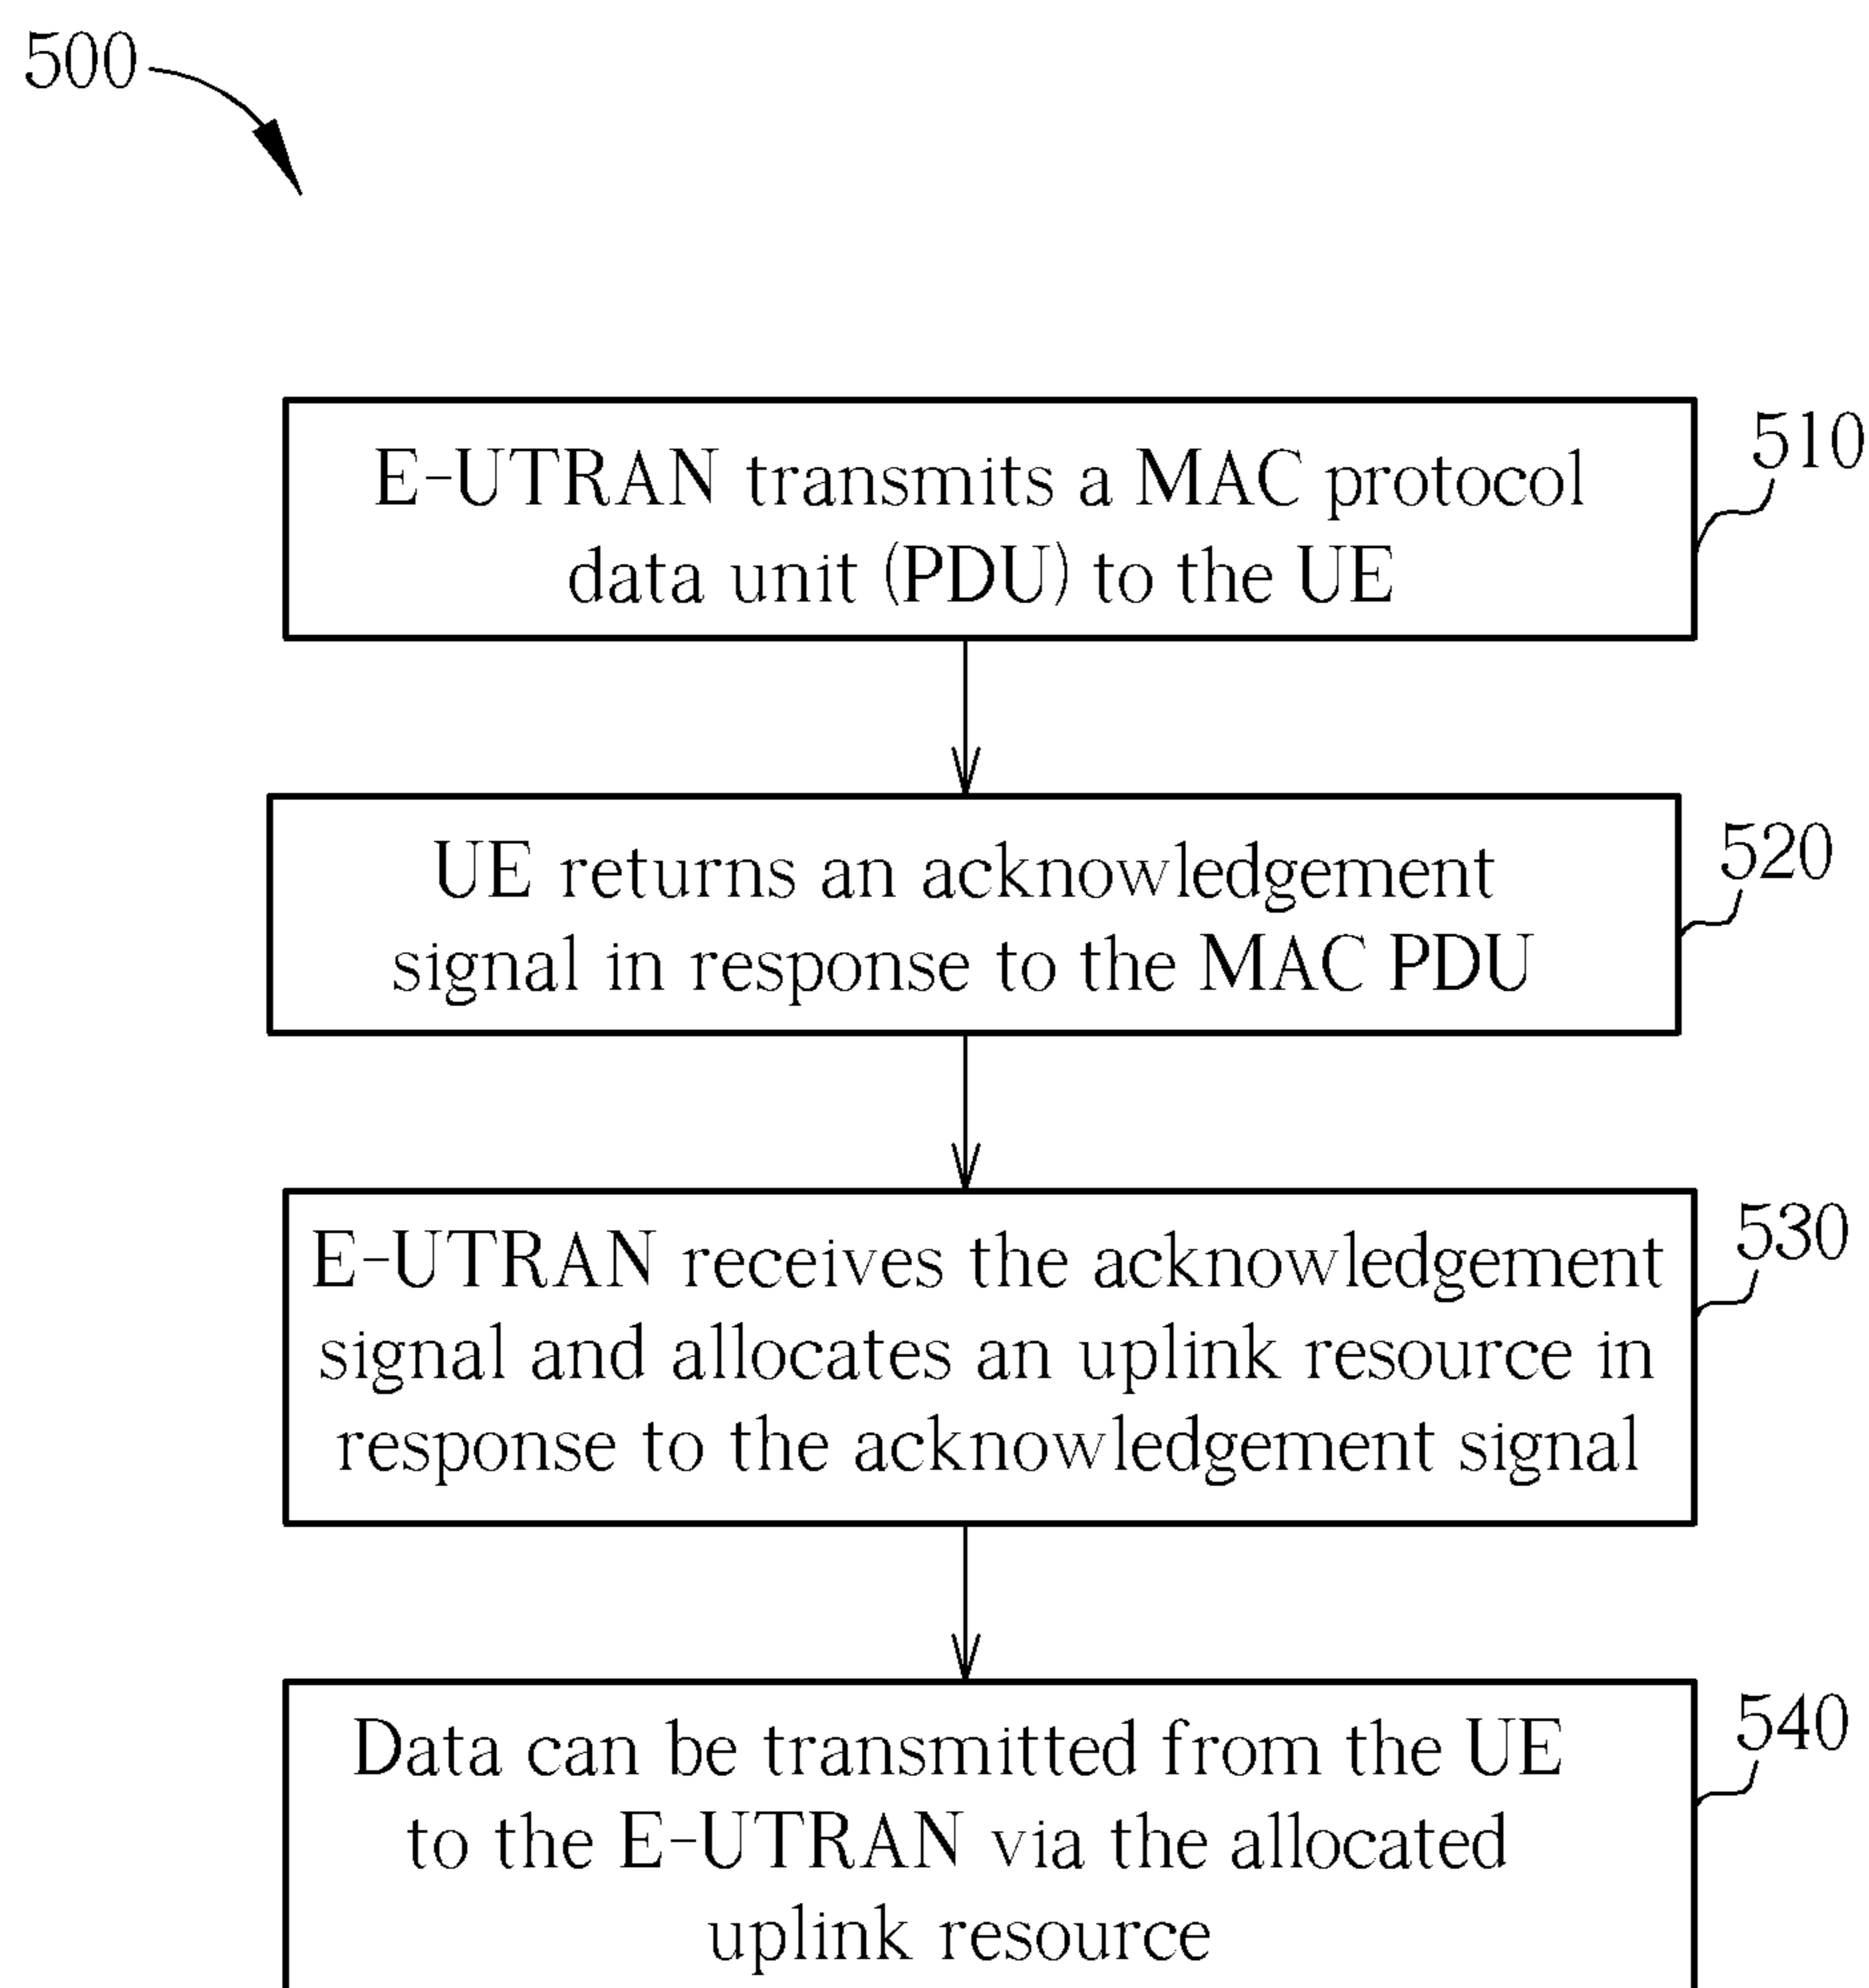 500
E-UTRAN transmits a MAC protocol
data unit (PDU) to the UE
510
UE returns an acknowledgement
signal in response to the MAC PDU
520
E-UTRAN receives the acknowledgement
signal and allocates an uplink resource in
response to the acknowledgement signal
530
Data can be transmitted from the UE
to the E-UTRAN via the allocated
uplink resource
540